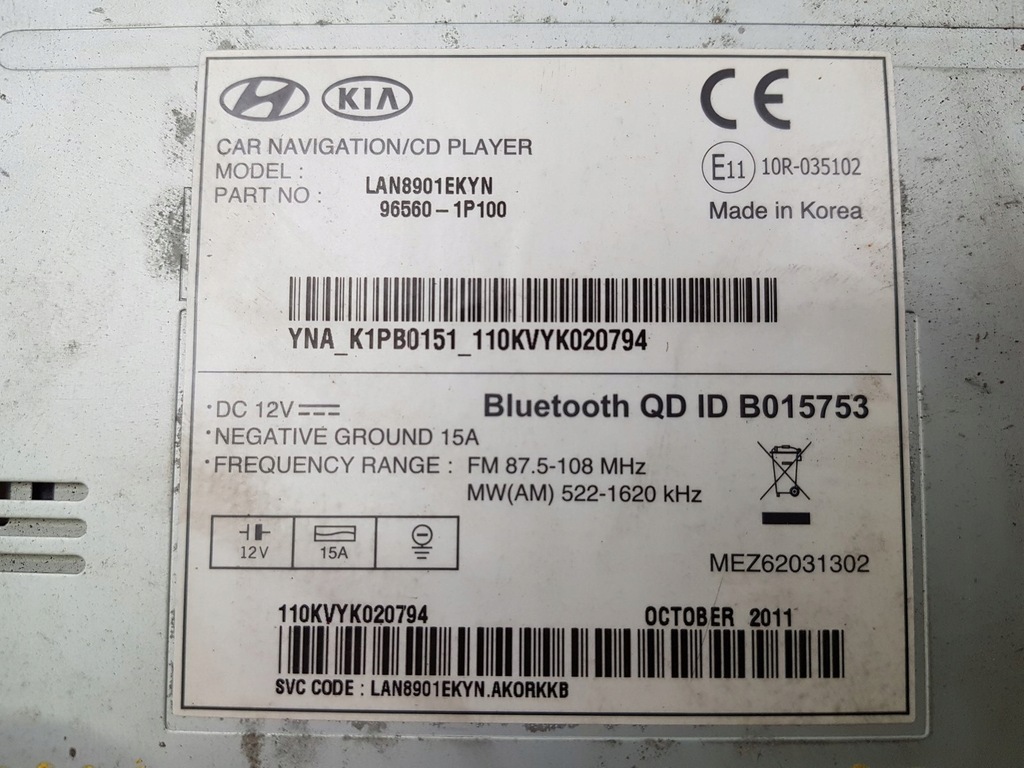 KIA
CE
CAR NAVIGATION/CD PLAYER
MODEL : LAN8901EKYN
PART NO : 96560-1P100
E11 10R-035102
Made in Korea
YNA_K1PB0151_110KVYK020794
·DC 12V
Bluetooth QD ID B015753
·NEGATIVE GROUND 15A
·FREQUENCY RANGE : FM 87.5-108 MHz
MW(AM) 522-1620 kHz
12V 15A
MEZ62031302
110KVYK020794 OCTOBER 2011
SVC CODE : LAN8901EKYN.AKORKKB